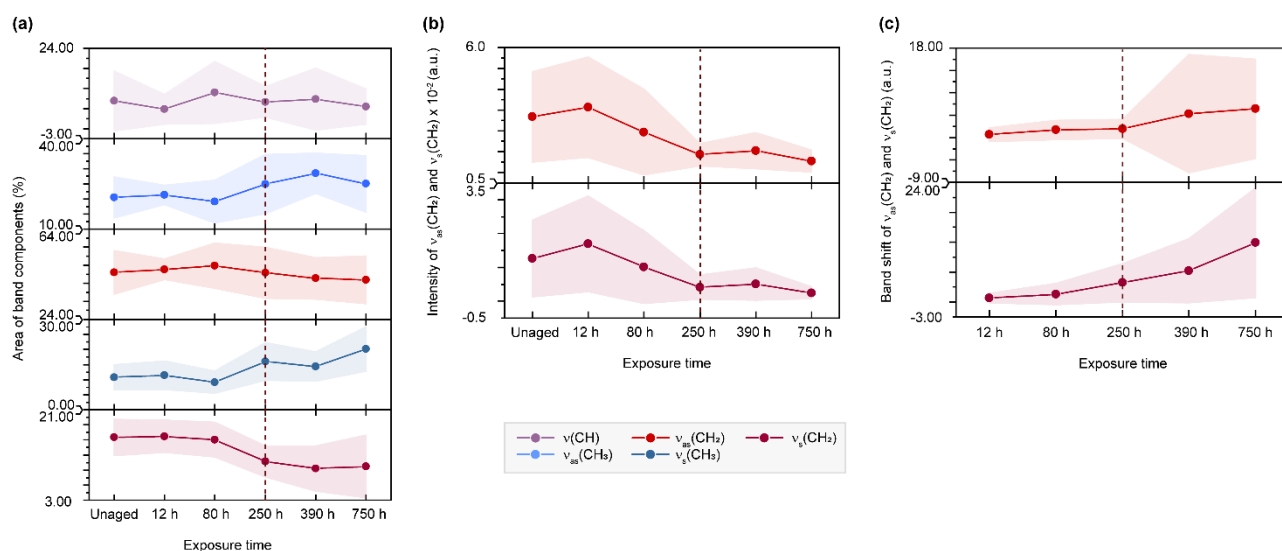 (a)
24.00
-3.00
40.00
10.00
64.00
24.00
30.00
0.00
21.00
3.00
Area of band components (%)
Unaged 12 h 80 h 250 h 390 h 750 h
Exposure time
(b)
6.0
0.5
3.5
-0.5
Intensity of νas(CH₂) and νs(CH₂) x 10⁻² (a.u.)
Unaged 12 h 80 h 250 h 390 h 750 h
Exposure time
ν(CH) νas(CH₂) νs(CH₂)
νas(CH₃) νs(CH₃)
(c)
18.00
-9.00
24.00
-3.00
Band shift of νas(CH₂) and νs(CH₂) (a.u.)
12 h 80 h 250 h 390 h 750 h
Exposure time